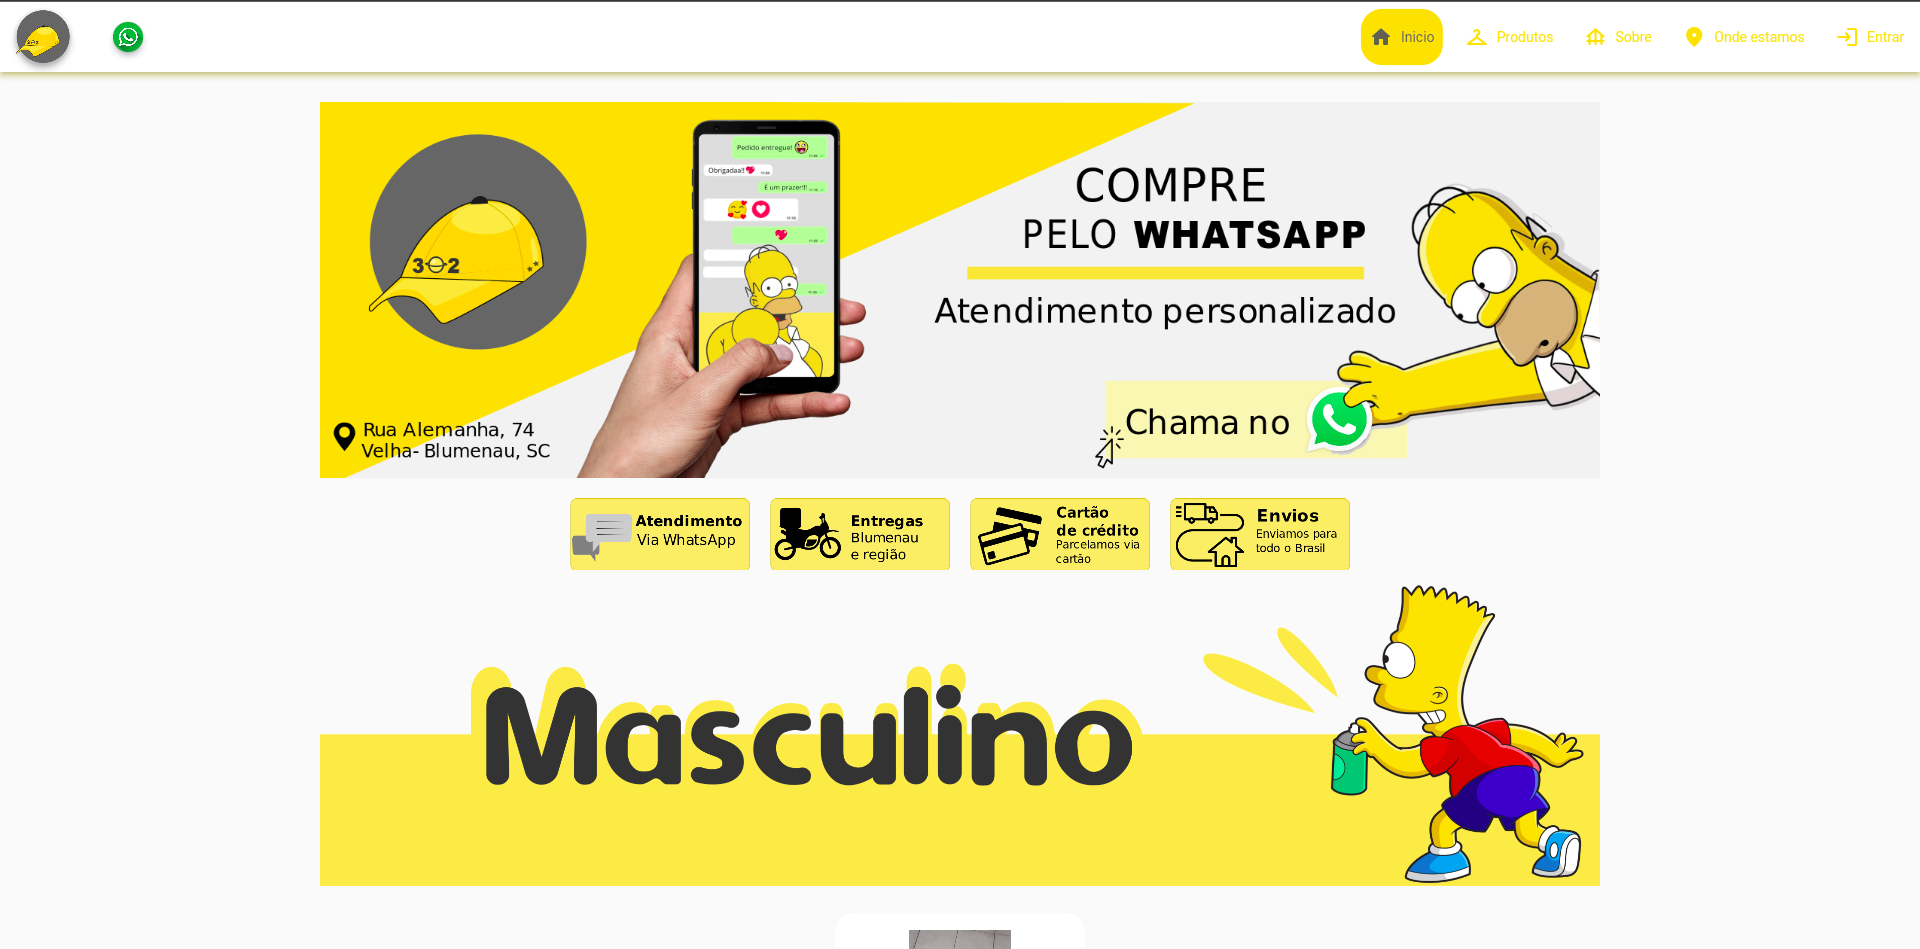 Inicio
Produtos
Sobre
Onde estamos
Entrar
302
Pedido entregue!
Obrigadaa!!
É um prazer!!!
COMPRE
PELO WHATSAPP
Atendimento personalizado
Chama no
Rua Alemanha, 74
Velha- Blumenau, SC
Atendimento
Via WhatsApp
Entregas
Blumenau
e região
Cartão
de crédito
Parcelamos via
cartão
Envios
Enviamos para
todo o Brasil
Masculino